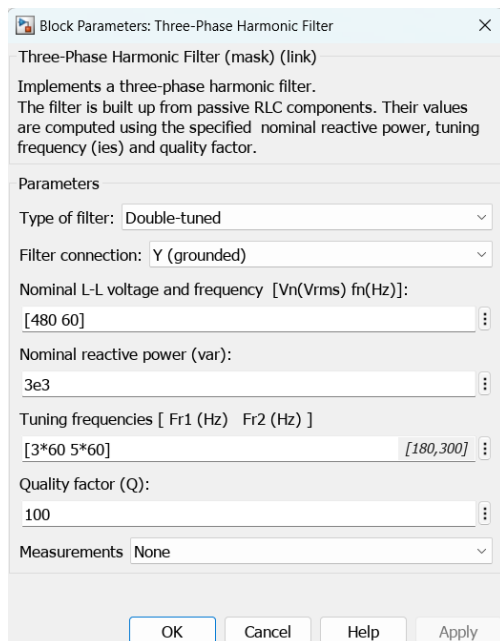 Block Parameters: Three-Phase Harmonic Filter
Three-Phase Harmonic Filter (mask) (link)
Implements a three-phase harmonic filter.
The filter is built up from passive RLC components. Their values
are computed using the specified  nominal reactive power, tuning
frequency (ies) and quality factor.
Parameters
Type of filter: Double-tuned
Filter connection: Y (grounded)
Nominal L-L voltage and frequency  [Vn(Vrms) fn(Hz)]:
[480 60]
Nominal reactive power (var):
3e3
Tuning frequencies [ Fr1 (Hz)   Fr2 (Hz) ]
[3*60 5*60] [180,300]
Quality factor (Q):
100
Measurements None
OK Cancel Help Apply